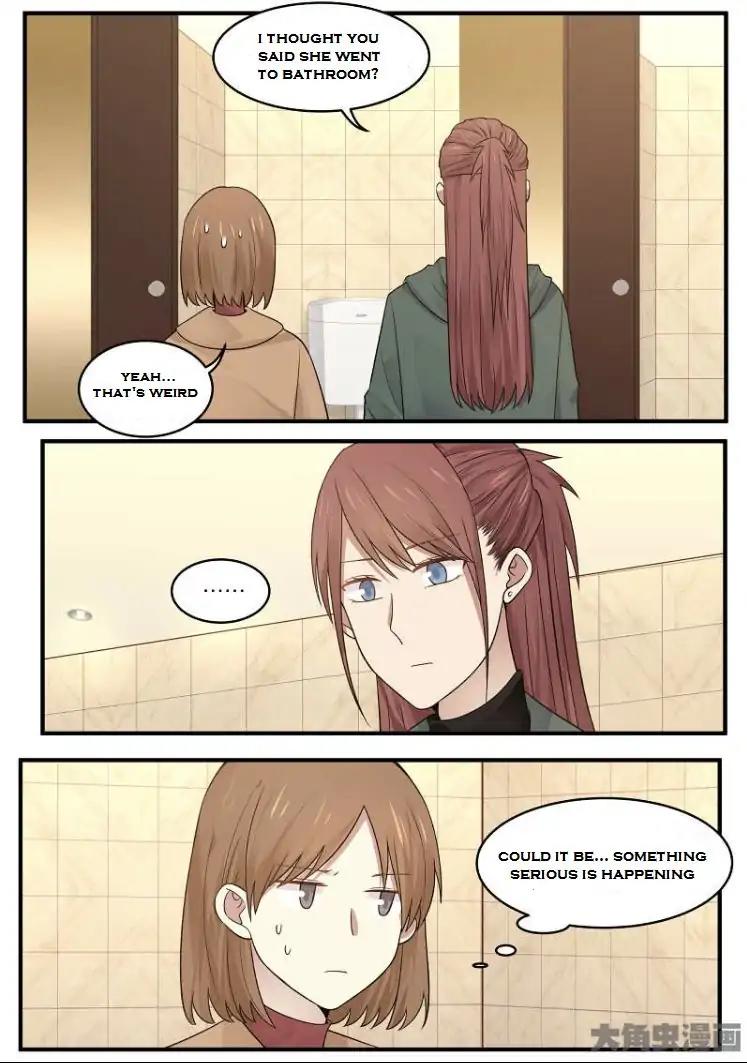 I THOUGHT YOU
SAID SHE WENT
TO BATHROOM?
YEAH...
THAT'S WEIRD
......
COULD IT BE... SOMETHING
SERIOUS IS HAPPENING
大角虫漫画